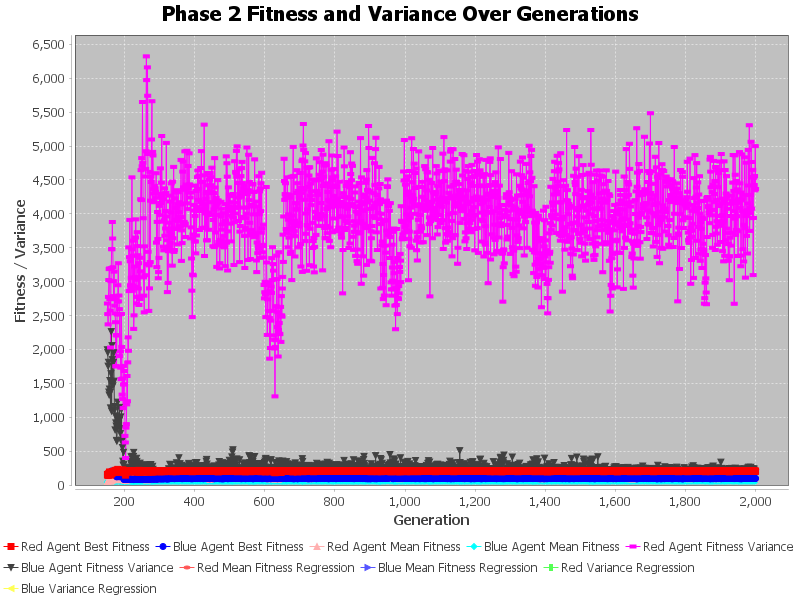 Phase 2 Fitness and Variance Over Generations
6,500
6,000
5,500
5,000
4,500
4,000
3,500
3,000
2,500
2,000
1,500
1,000
500
0
Fitness / Variance
200 400 600 800 1,000 1,200 1,400 1,600 1,800 2,000
Generation
Red Agent Best Fitness Blue Agent Best Fitness Red Agent Mean Fitness Blue Agent Mean Fitness Red Agent Fitness Variance
Blue Agent Fitness Variance Red Mean Fitness Regression Blue Mean Fitness Regression Red Variance Regression
Blue Variance Regression